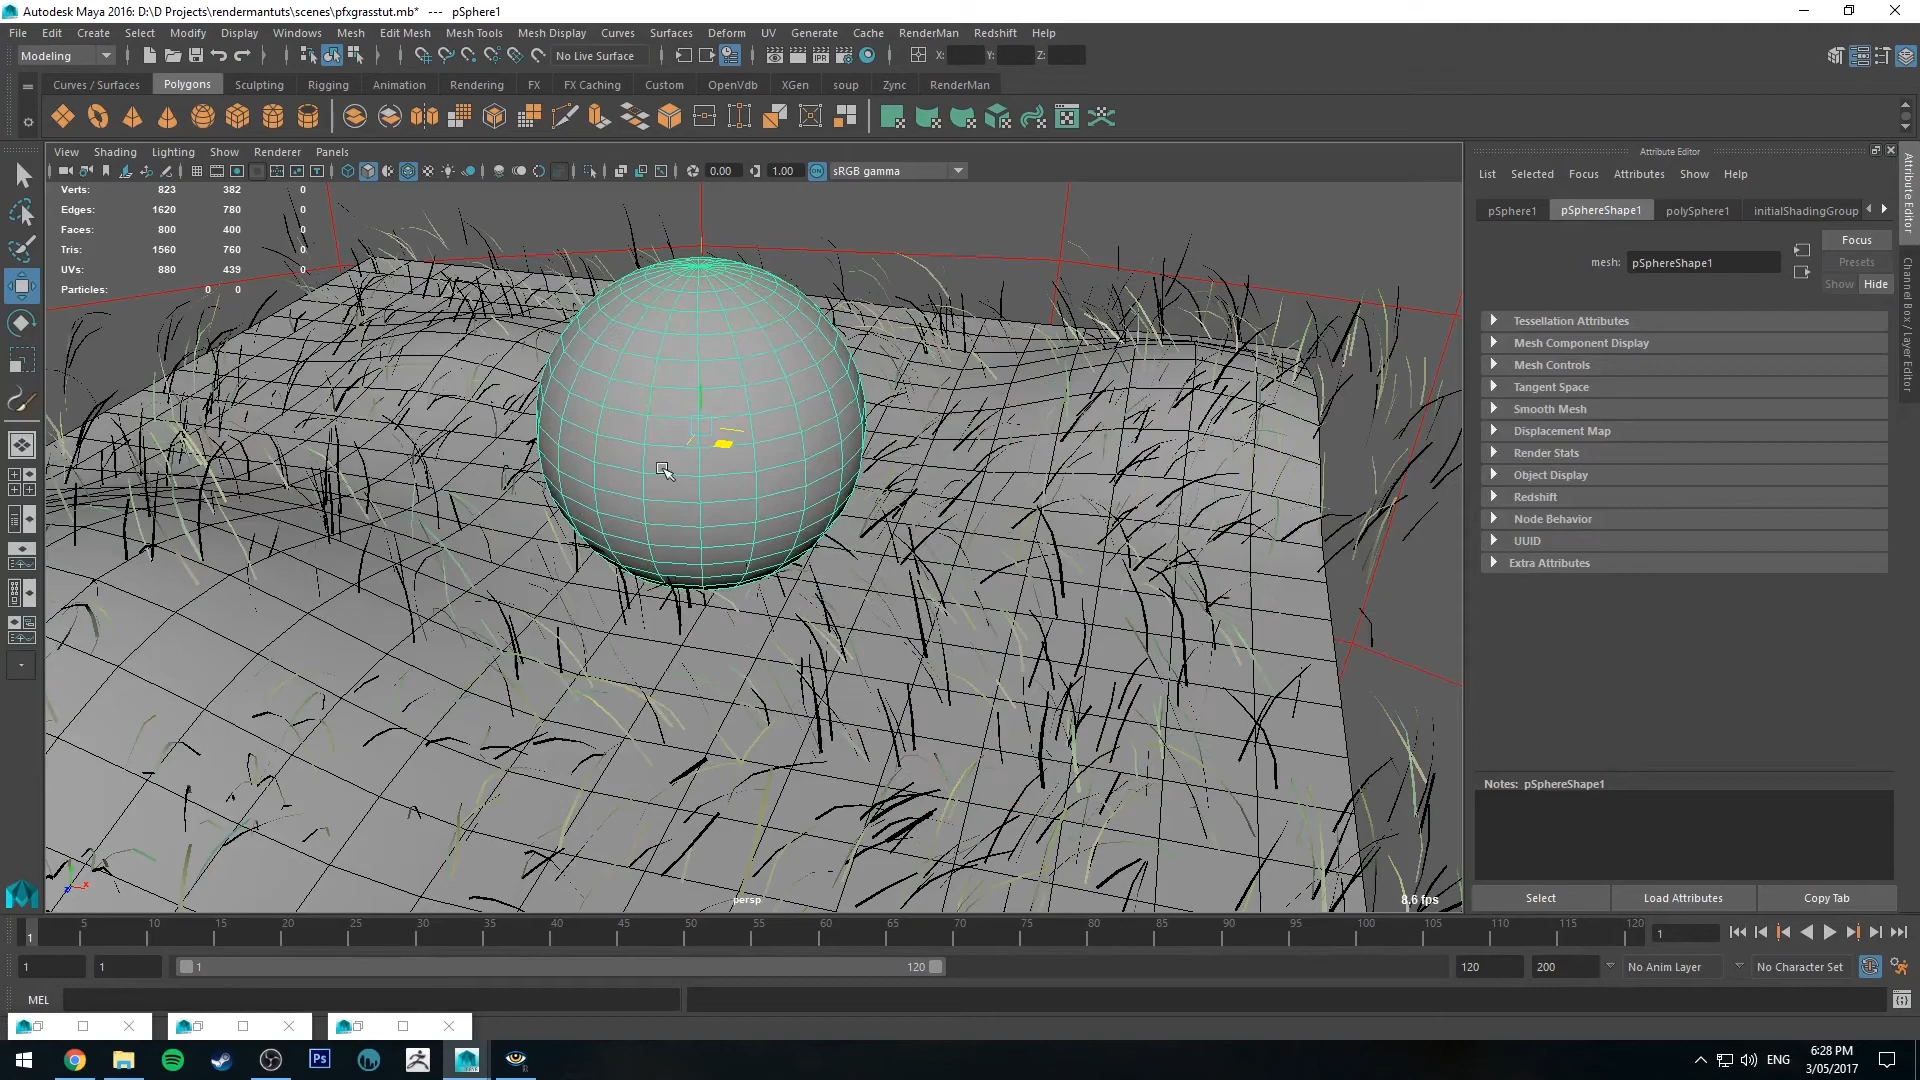 Autodesk Maya 2016: D:\D Projects\rendermantuts\scenes\pfxgrasstut.mb* --- pSphere1
File Edit Create Select Modify Display Windows Mesh Edit Mesh Mesh Tools Mesh Display Curves Surfaces Deform UV Generate Cache RenderMan Redshift Help
Modeling No Live Surface X: Y: Z:
Curves / Surfaces Polygons Sculpting Rigging Animation Rendering FX FX Caching Custom OpenVdb XGen soup Zync RenderMan
View Shading Lighting Show Renderer Panels
0.00 1.00 ON sRGB gamma
Verts: 823 382 0
Edges: 1620 780 0
Faces: 800 400 0
Tris: 1560 760 0
UVs: 880 439 0
Particles: 0 0
persp
8.6 fps
Attribute Editor
List Selected Focus Attributes Show Help
pSphere1 pSphereShape1 polySphere1 initialShadingGroup
Focus
mesh: pSphereShape1
Presets
Show Hide
Tessellation Attributes
Mesh Component Display
Mesh Controls
Tangent Space
Smooth Mesh
Displacement Map
Render Stats
Object Display
Redshift
Node Behavior
UUID
Extra Attributes
Notes: pSphereShape1
Select Load Attributes Copy Tab
Attribute Editor
Channel Box / Layer Editor
1 5 10 15 20 25 30 35 40 45 50 55 60 65 70 75 80 85 90 95 100 105 110 115 120 1
1 1 1 120 120 200 No Anim Layer No Character Set
MEL
Ps
ENG
6:28 PM
3/05/2017